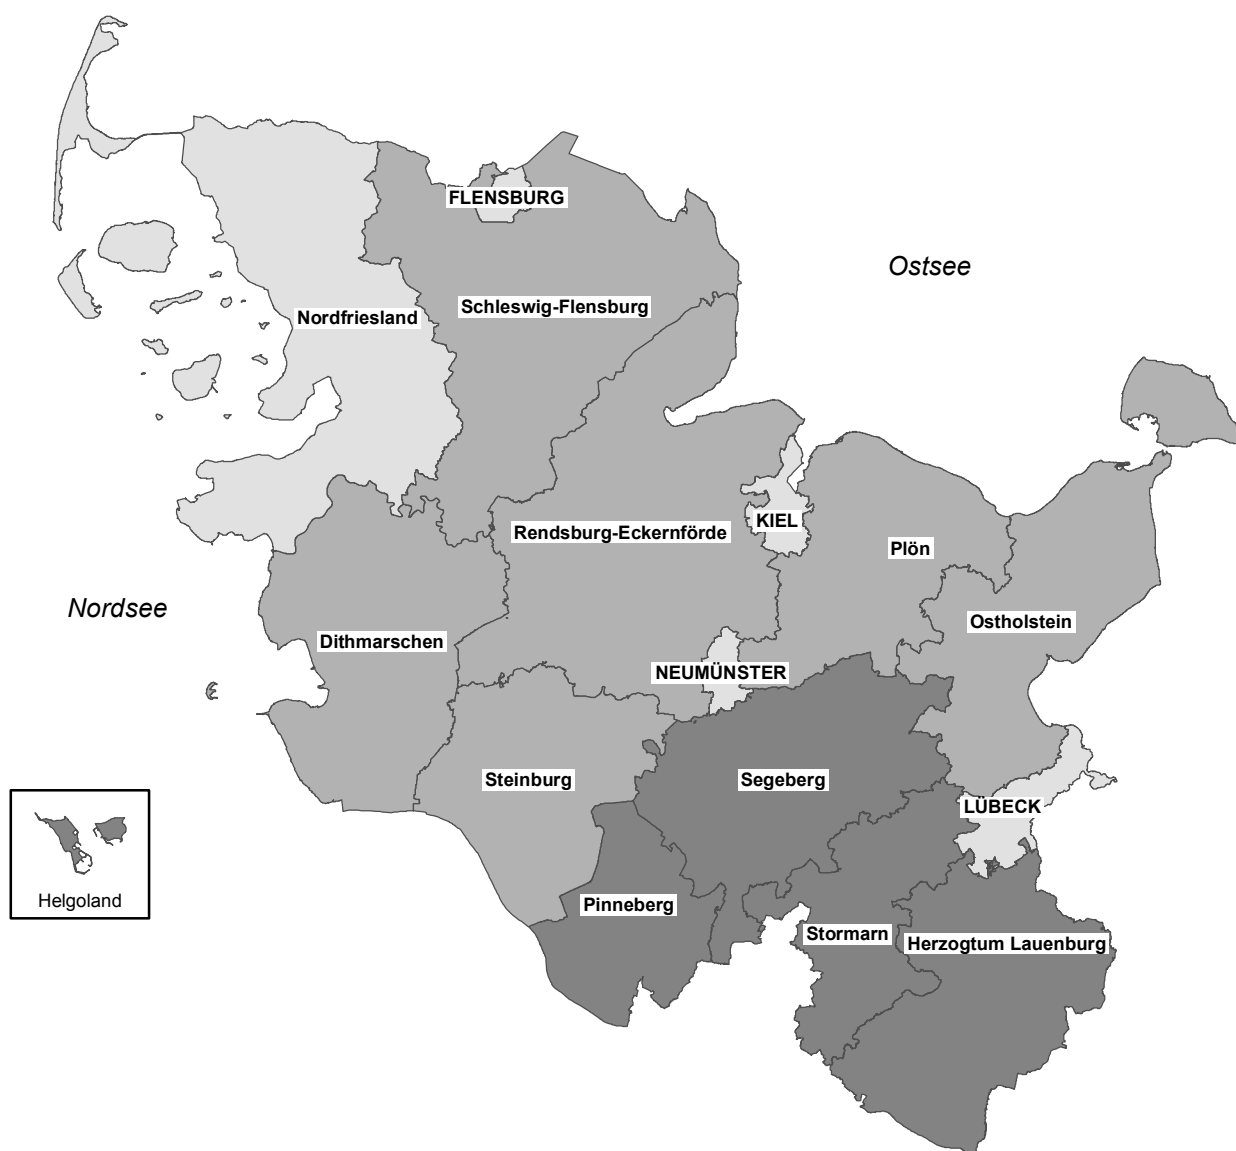 FLENSBURG
Ostsee
Schleswig-Flensburg
Nordfriesland
KIEL
Rendsburg-Eckernförde
Plön
Nordsee
Ostholstein
Dithmarschen
NEUMÜNSTER
Steinburg
Segeberg
LÜBECK
Helgoland
Pinneberg
Stormarn
Herzogtum Lauenburg